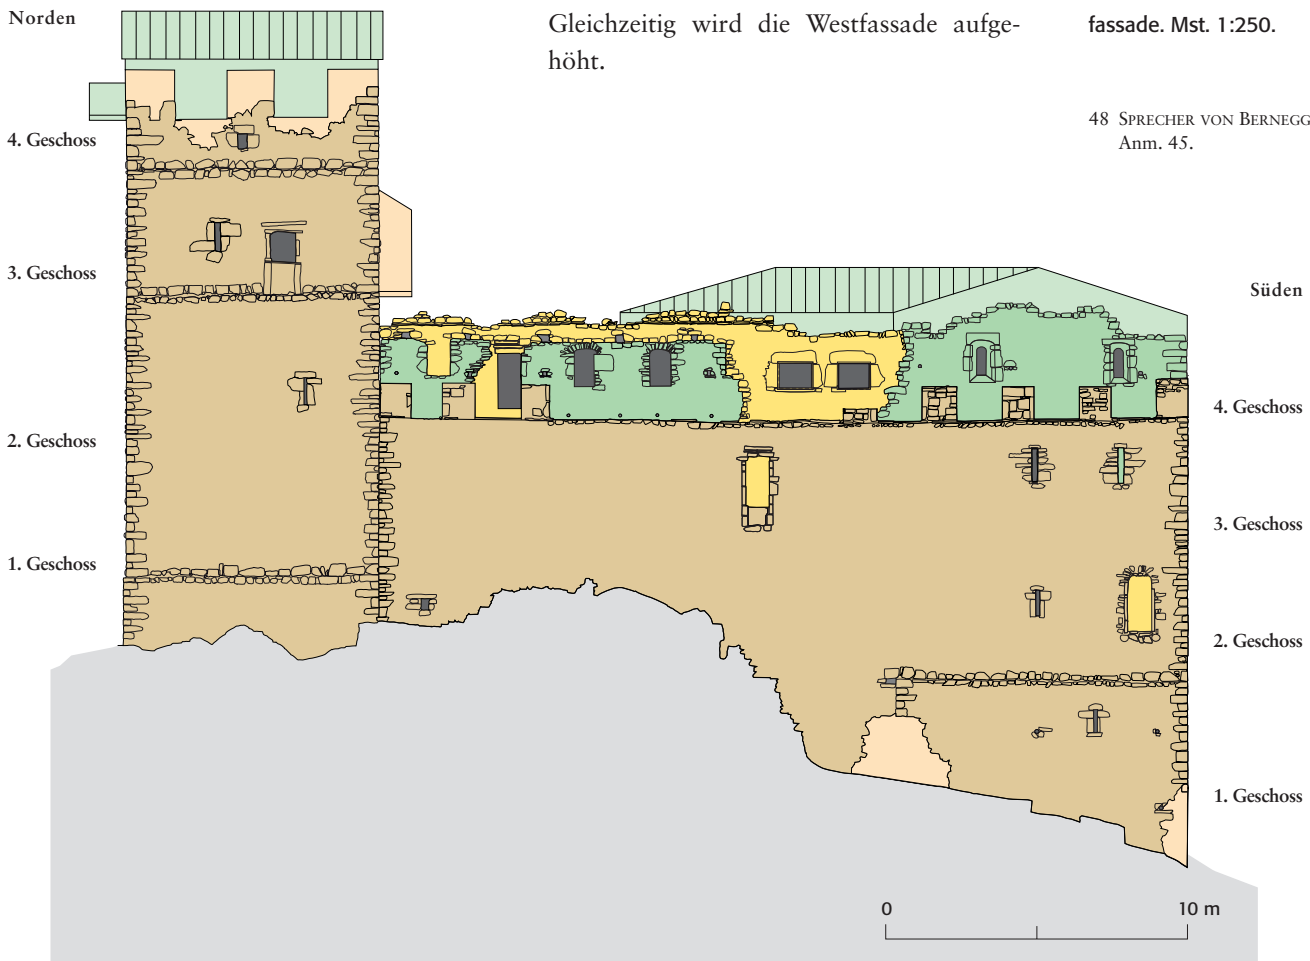 Norden
Gleichzeitig wird die Westfassade aufge-
höht.
fassade. Mst. 1:250.
48 SPRECHER VON BERNEGG
Anm. 45.
4. Geschoss
3. Geschoss
2. Geschoss
1. Geschoss
Süden
4. Geschoss
3. Geschoss
2. Geschoss
1. Geschoss
0 10 m